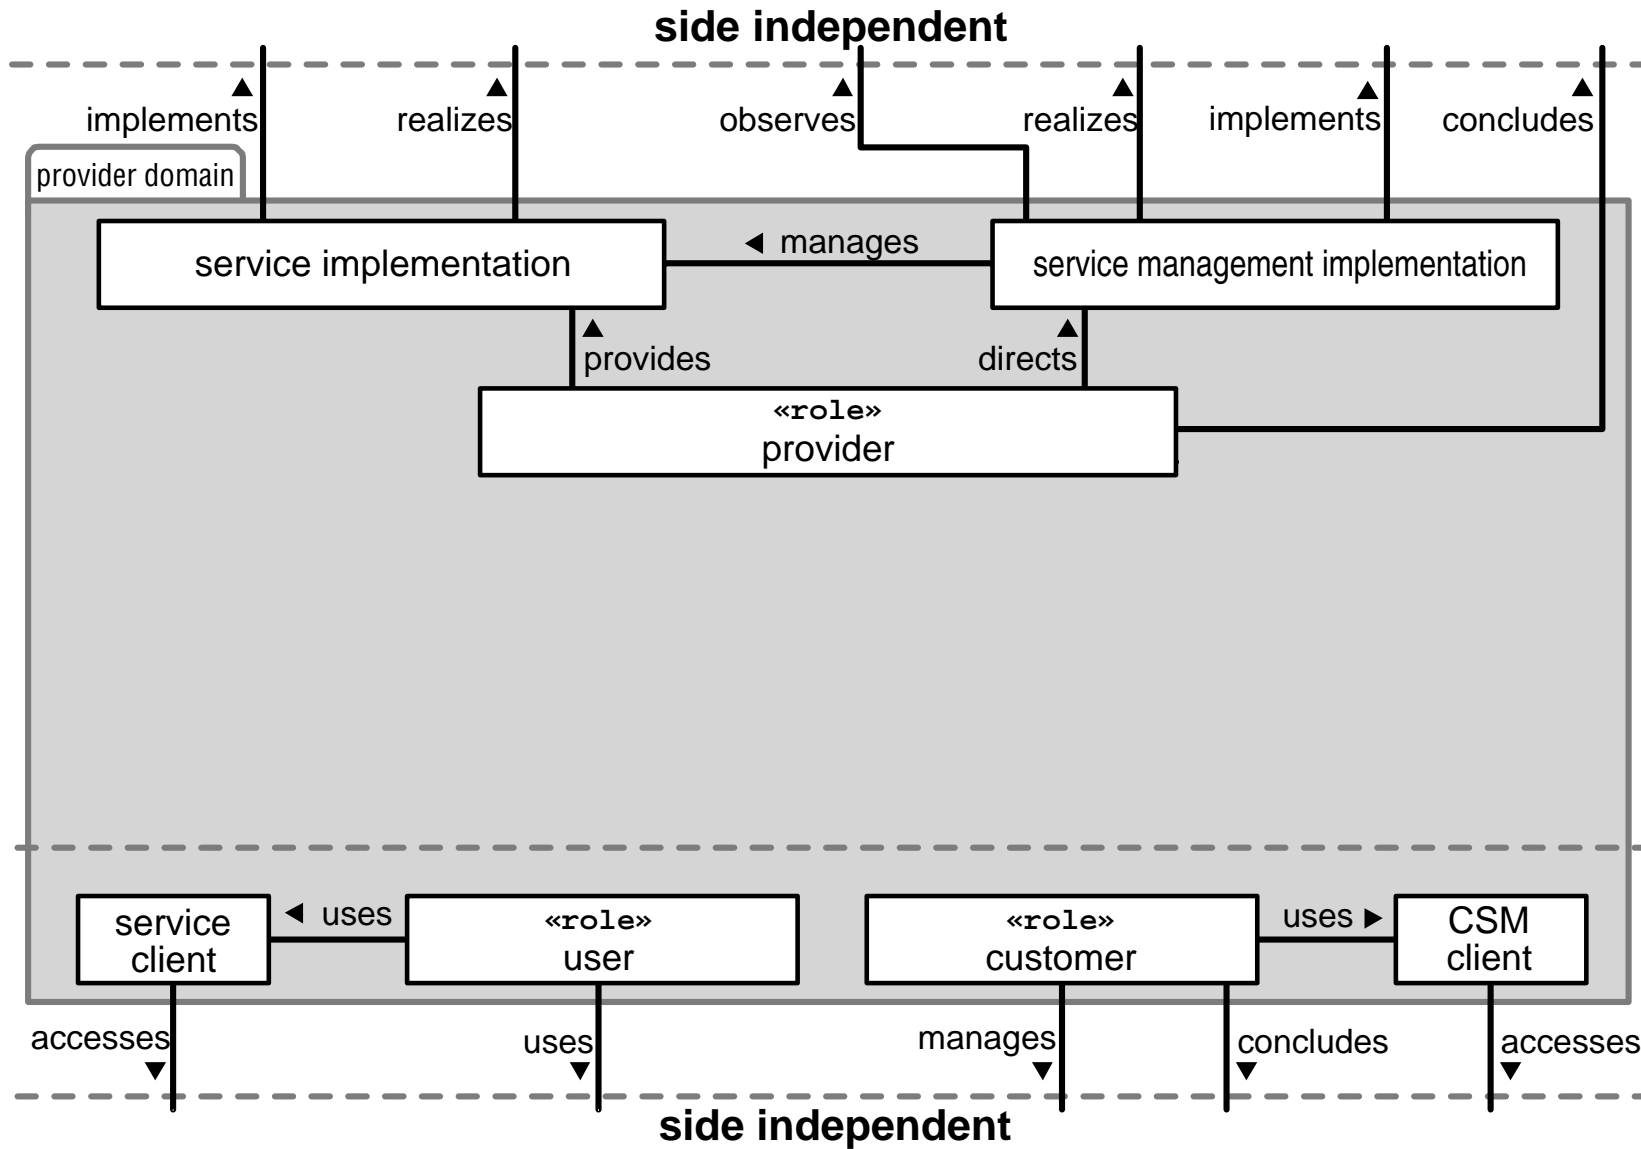 side independent
implements
realizes
observes
realizes
implements
concludes
provider domain
service implementation
◄ manages
service management implementation
provides
directs
«role»
provider
service
client
◄ uses
«role»
user
«role»
customer
uses ►
CSM
client
accesses
uses
manages
concludes
accesses
side independent